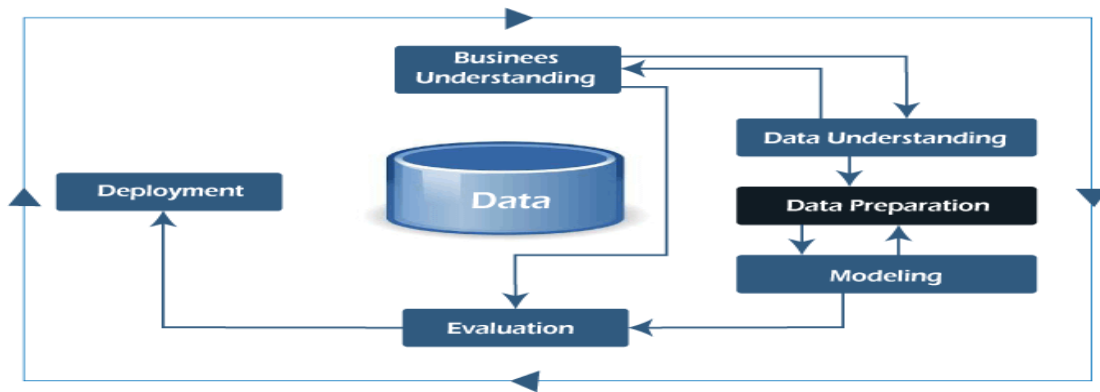 Businees
Understanding
Data Understanding
Deployment
Data
Data Preparation
Modeling
Evaluation